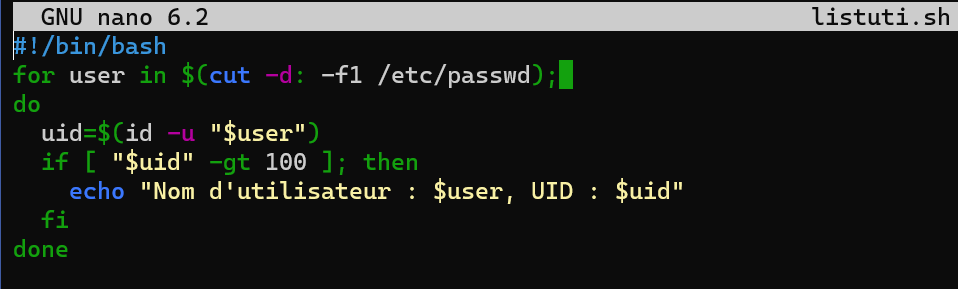 GNU nano 6.2 listuti.sh
#!/bin/bash
for user in $(cut -d: -f1 /etc/passwd);
do
  uid=$(id -u "$user")
  if [ "$uid" -gt 100 ]; then
    echo "Nom d'utilisateur : $user, UID : $uid"
  fi
done